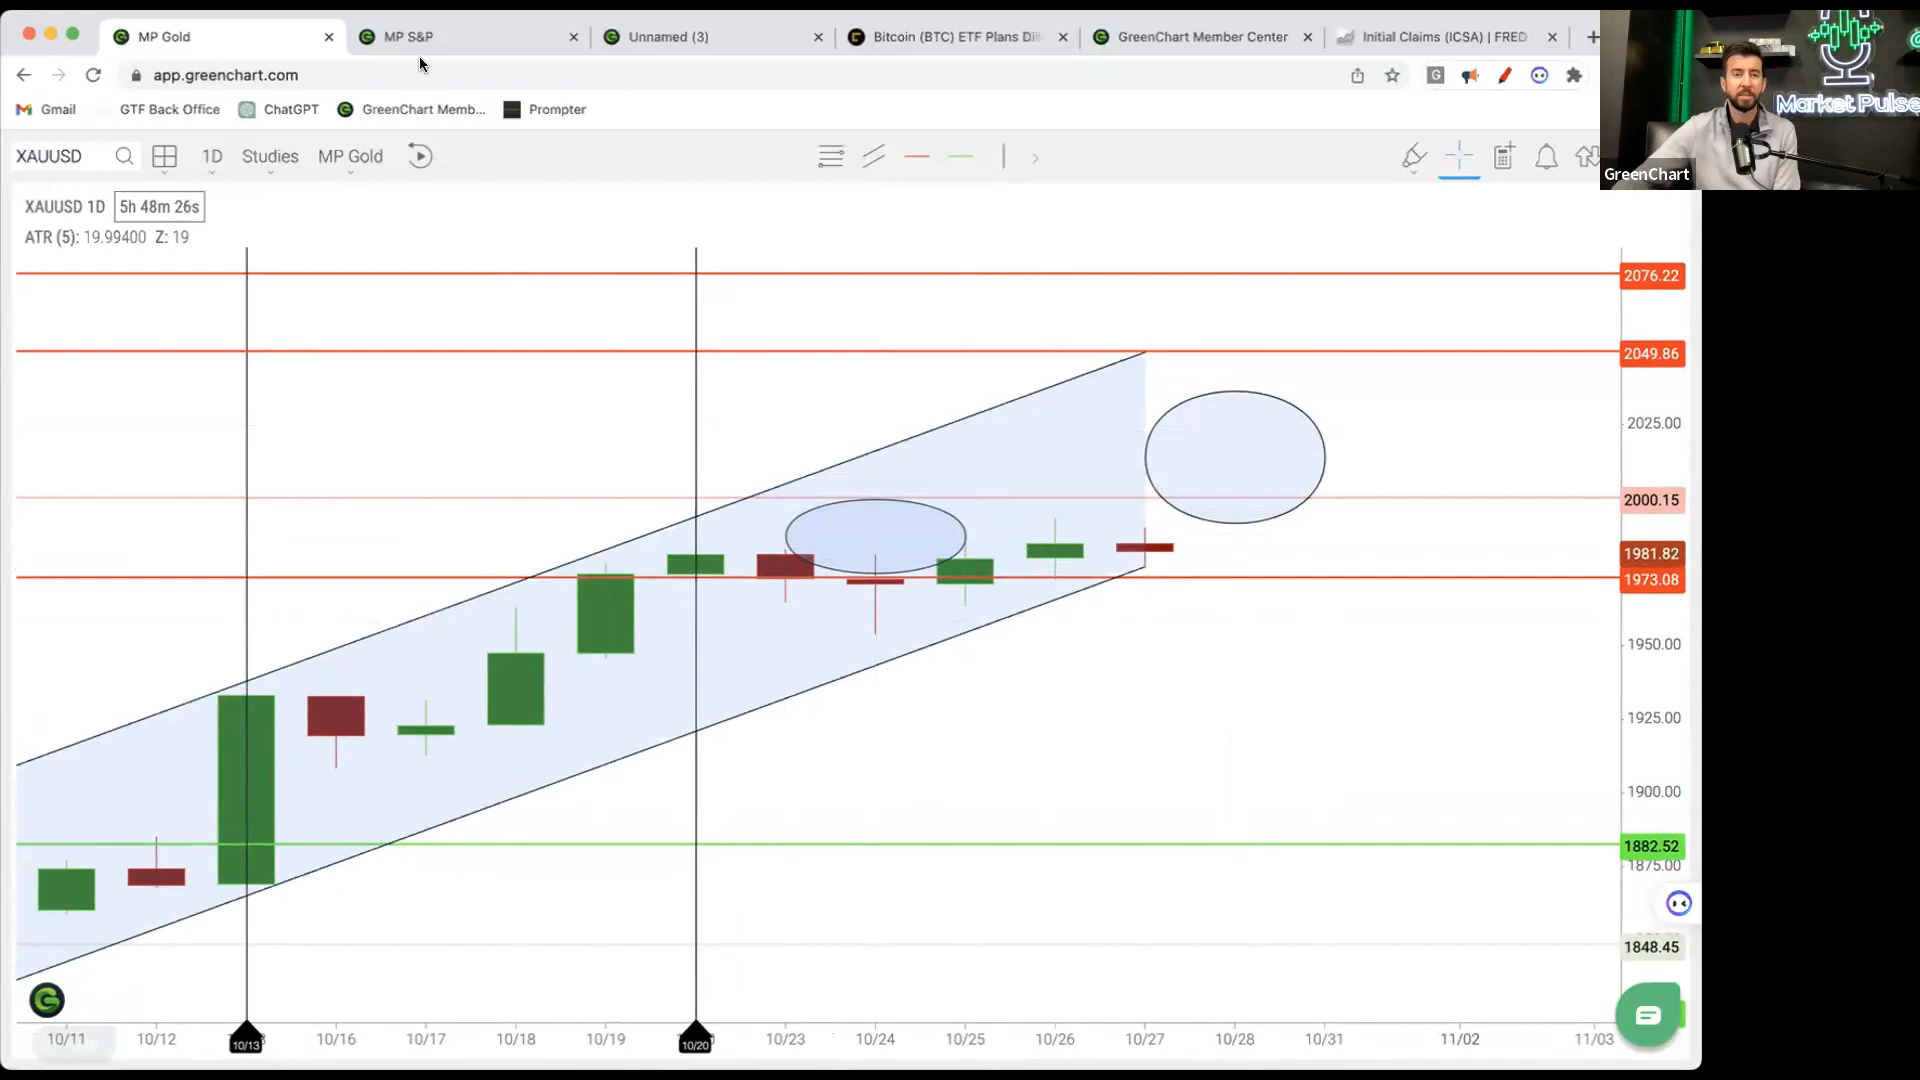 MP Gold
MP S&P
Unnamed (3)
Bitcoin (BTC) ETF Plans Dis
GreenChart Member Center
Initial Claims (ICSA) | FRED
app.greenchart.com
Gmail
GTF Back Office
ChatGPT
GreenChart Memb...
Prompter
Market Pulse
GreenChart
XAUUSD
1D
Studies
MP Gold
XAUUSD 1D
5h 48m 26s
ATR (5): 19.99400 Z: 19
2076.22
2049.86
2025.00
2000.15
1981.82
1973.08
1950.00
1925.00
1900.00
1882.52
1875.00
1848.45
10/11
10/12
10/13
10/16
10/17
10/18
10/19
10/20
10/23
10/24
10/25
10/26
10/27
10/28
10/31
11/02
11/03